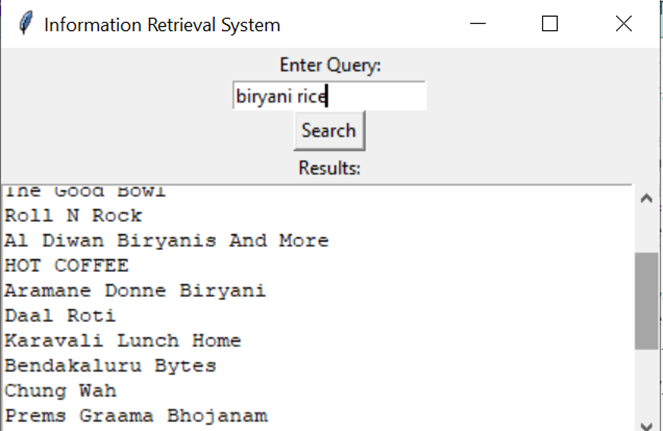 Information Retrieval System
Enter Query:
biryani rice
Search
Results:
The Good Bowl
Roll N Rock
Al Diwan Biryanis And More
HOT COFFEE
Aramane Donne Biryani
Daal Roti
Karavali Lunch Home
Bendakaluru Bytes
Chung Wah
Prems Graama Bhojanam